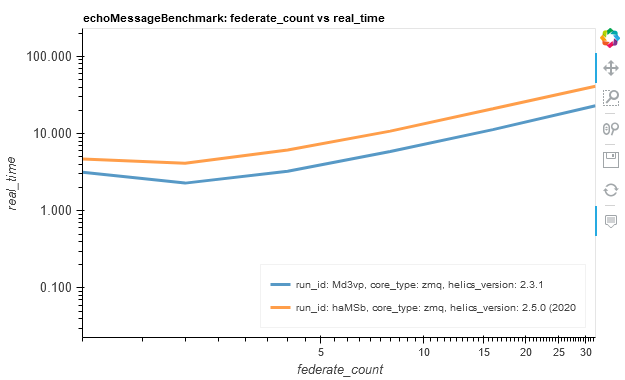 echoMessageBenchmark: federate_count vs real_time
100.000
10.000
1.000
0.100
real_time
run_id: Md3vp, core_type: zmq, helics_version: 2.3.1
run_id: haMSb, core_type: zmq, helics_version: 2.5.0 (2020
5 10 15 20 25 30
federate_count